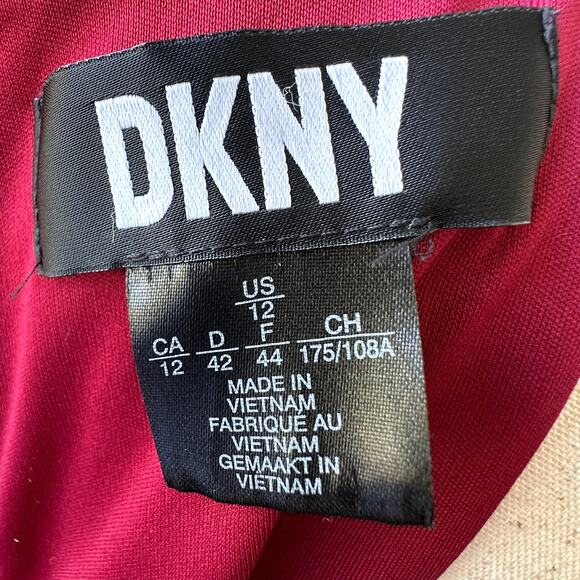 DKNY
US
12
CA D F CH
12 42 44 175/108A
MADE IN
VIETNAM
FABRIQUÉ AU
VIETNAM
GEMAAKT IN
VIETNAM